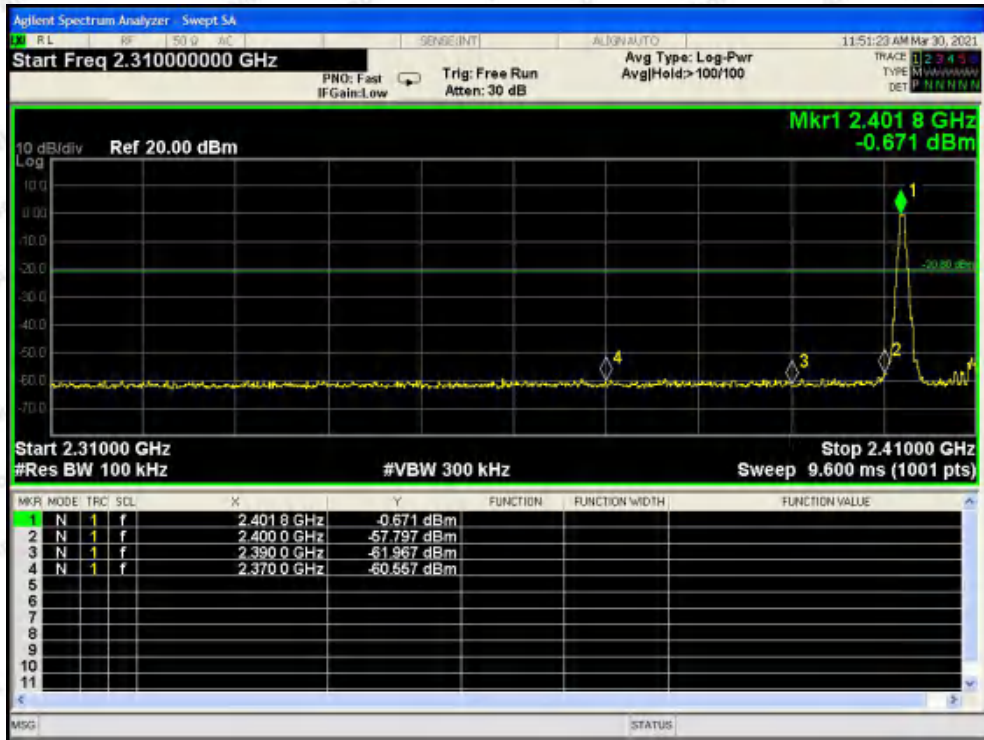 Agilent Spectrum Analyzer - Swept SA
RL RF 50 Ω AC SENSE:INT ALIGN AUTO 11:51:23 AM Mar 30, 2021
Start Freq 2.310000000 GHz
PNO: Fast
IFGain:Low
Trig: Free Run
Atten: 30 dB
Avg Type: Log-Pwr
Avg|Hold:>100/100
TRACE 1 2 3 4 5 6
TYPE M
DET P N N N N N
Mkr1 2.401 8 GHz
-0.671 dBm
10 dB/div Ref 20.00 dBm
Log
10.0
0.00
-10.0
-20.0
-30.0
-40.0
-50.0
-60.0
-70.0
1
-20.80 dBm
2
3
4
Start 2.31000 GHz Stop 2.41000 GHz
#Res BW 100 kHz #VBW 300 kHz Sweep 9.600 ms (1001 pts)
MKR MODE TRC SCL X Y FUNCTION FUNCTION WIDTH FUNCTION VALUE
1 N 1 f 2.401 8 GHz -0.671 dBm
2 N 1 f 2.400 0 GHz -57.797 dBm
3 N 1 f 2.390 0 GHz -61.967 dBm
4 N 1 f 2.370 0 GHz -60.557 dBm
5
6
7
8
9
10
11
MSG STATUS